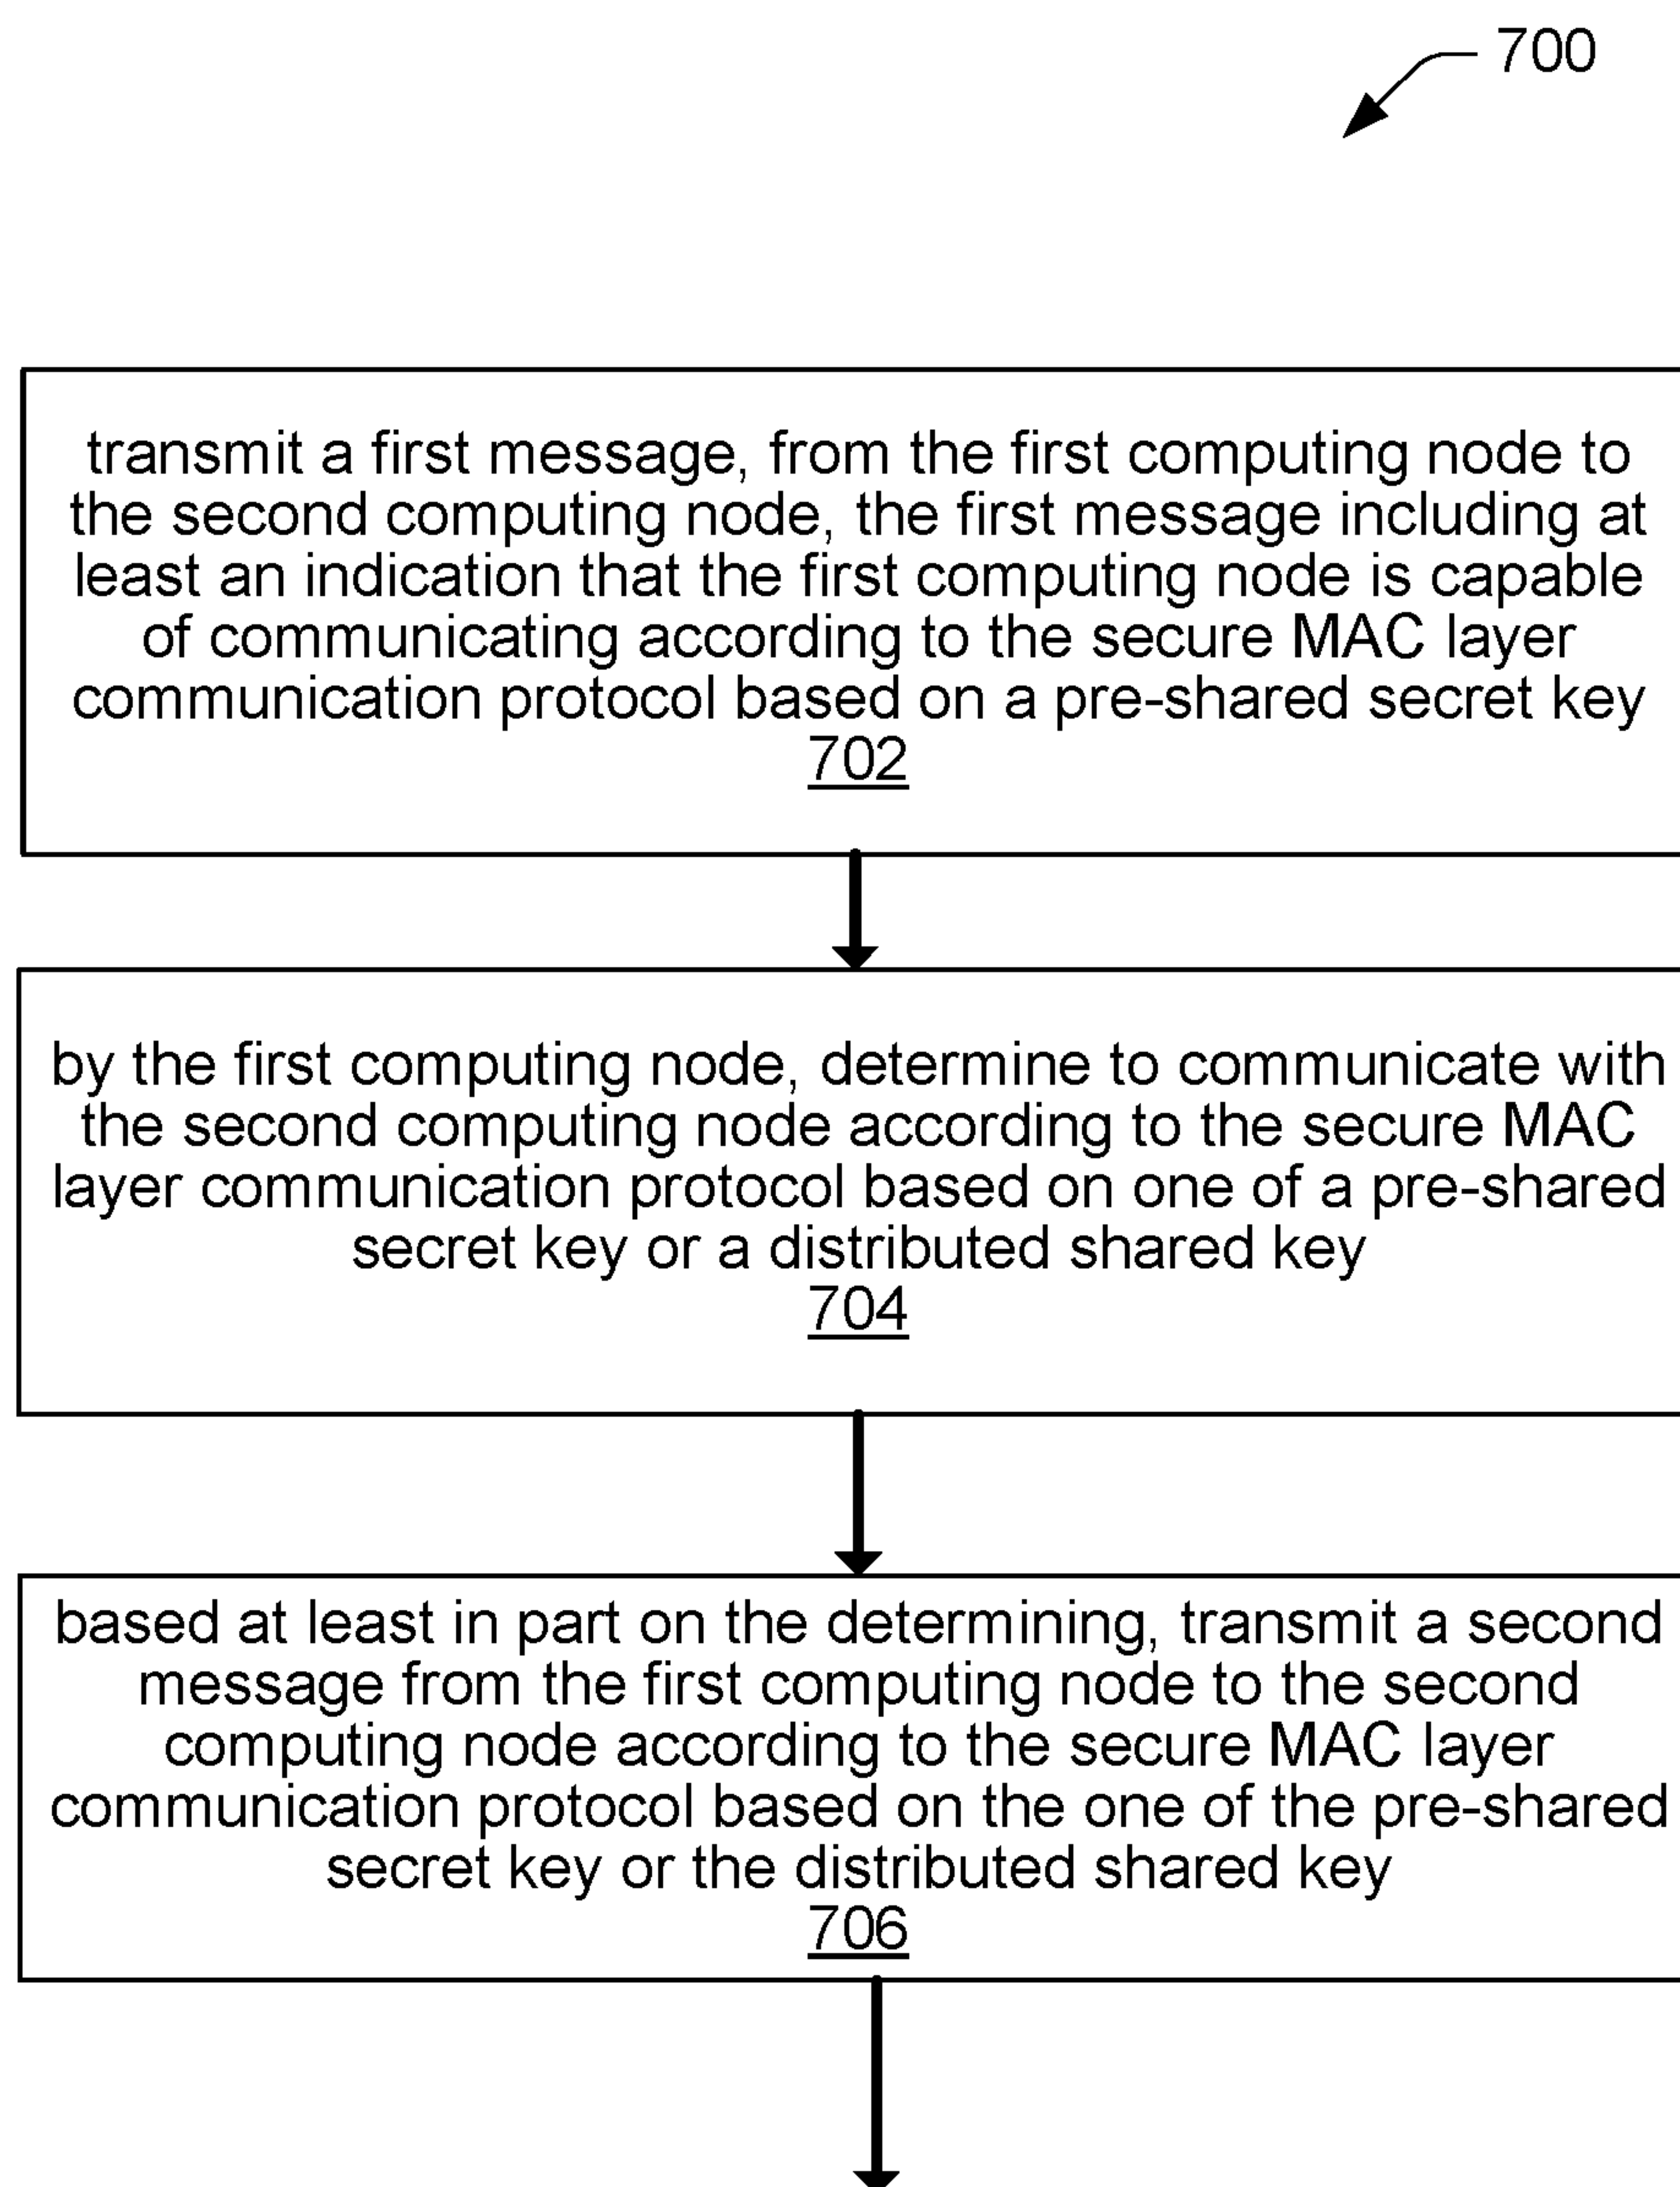 700
transmit a first message, from the first computing node to
the second computing node, the first message including at
least an indication that the first computing node is capable
of communicating according to the secure MAC layer
communication protocol based on a pre-shared secret key
702
by the first computing node, determine to communicate with
the second computing node according to the secure MAC
layer communication protocol based on one of a pre-shared
secret key or a distributed shared key
704
based at least in part on the determining, transmit a second
message from the first computing node to the second
computing node according to the secure MAC layer
communication protocol based on the one of the pre-shared
secret key or the distributed shared key
706